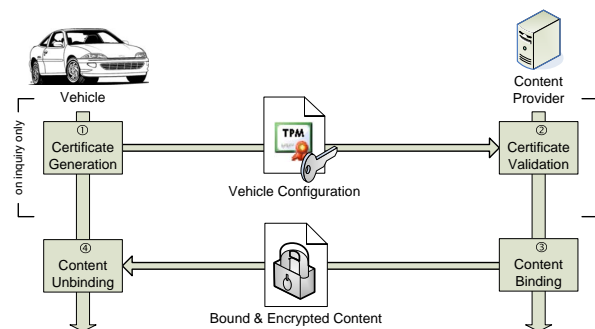 Vehicle
Content
Provider
on inquiry only
①
Certificate
Generation
TPM
Vehicle Configuration
②
Certificate
Validation
④
Content
Unbinding
Bound & Encrypted Content
③
Content
Binding